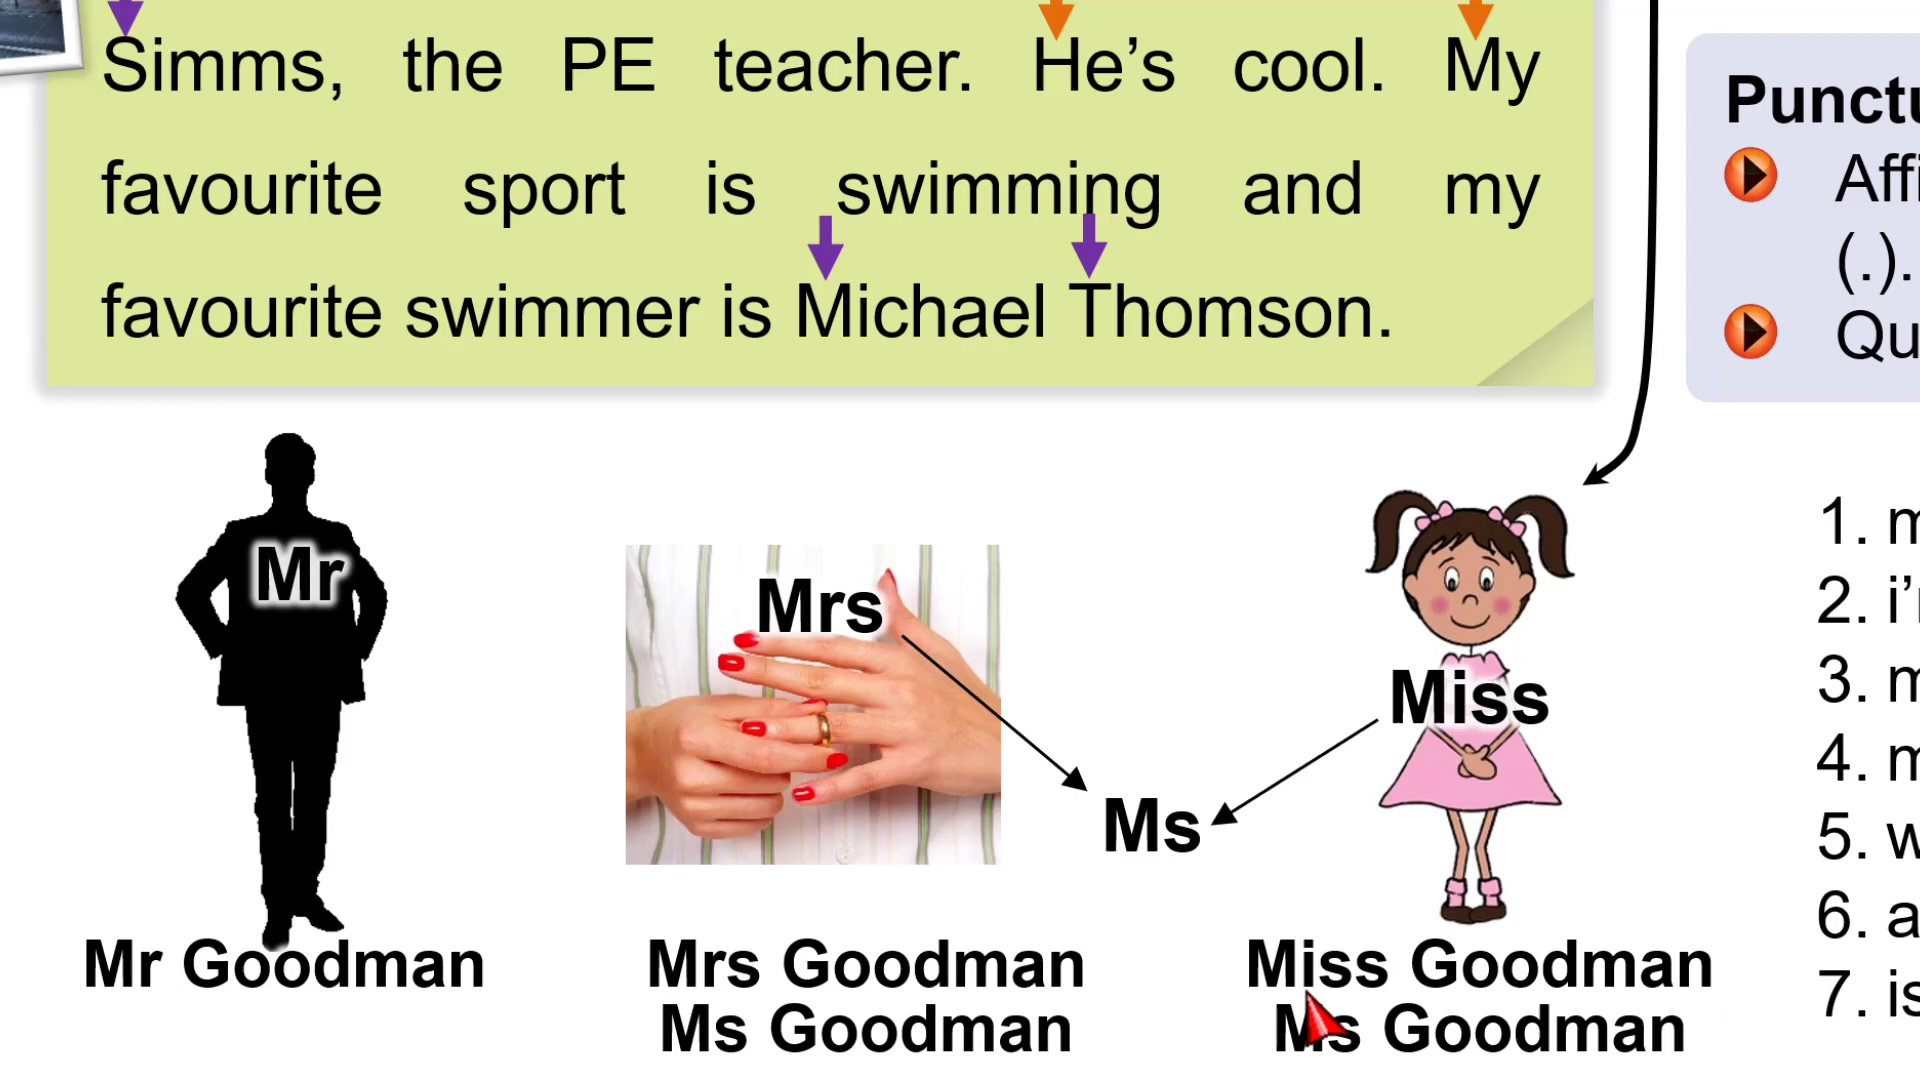 Simms, the PE teacher. He’s cool. My
favourite sport is swimming and my
favourite swimmer is Michael Thomson.
Mr
Mrs
Miss
Ms
Mr Goodman
Mrs Goodman
Ms Goodman
Miss Goodman
Ms Goodman
(.).
1. m
2. i’
3. m
4. m
5. w
6. a
7. is